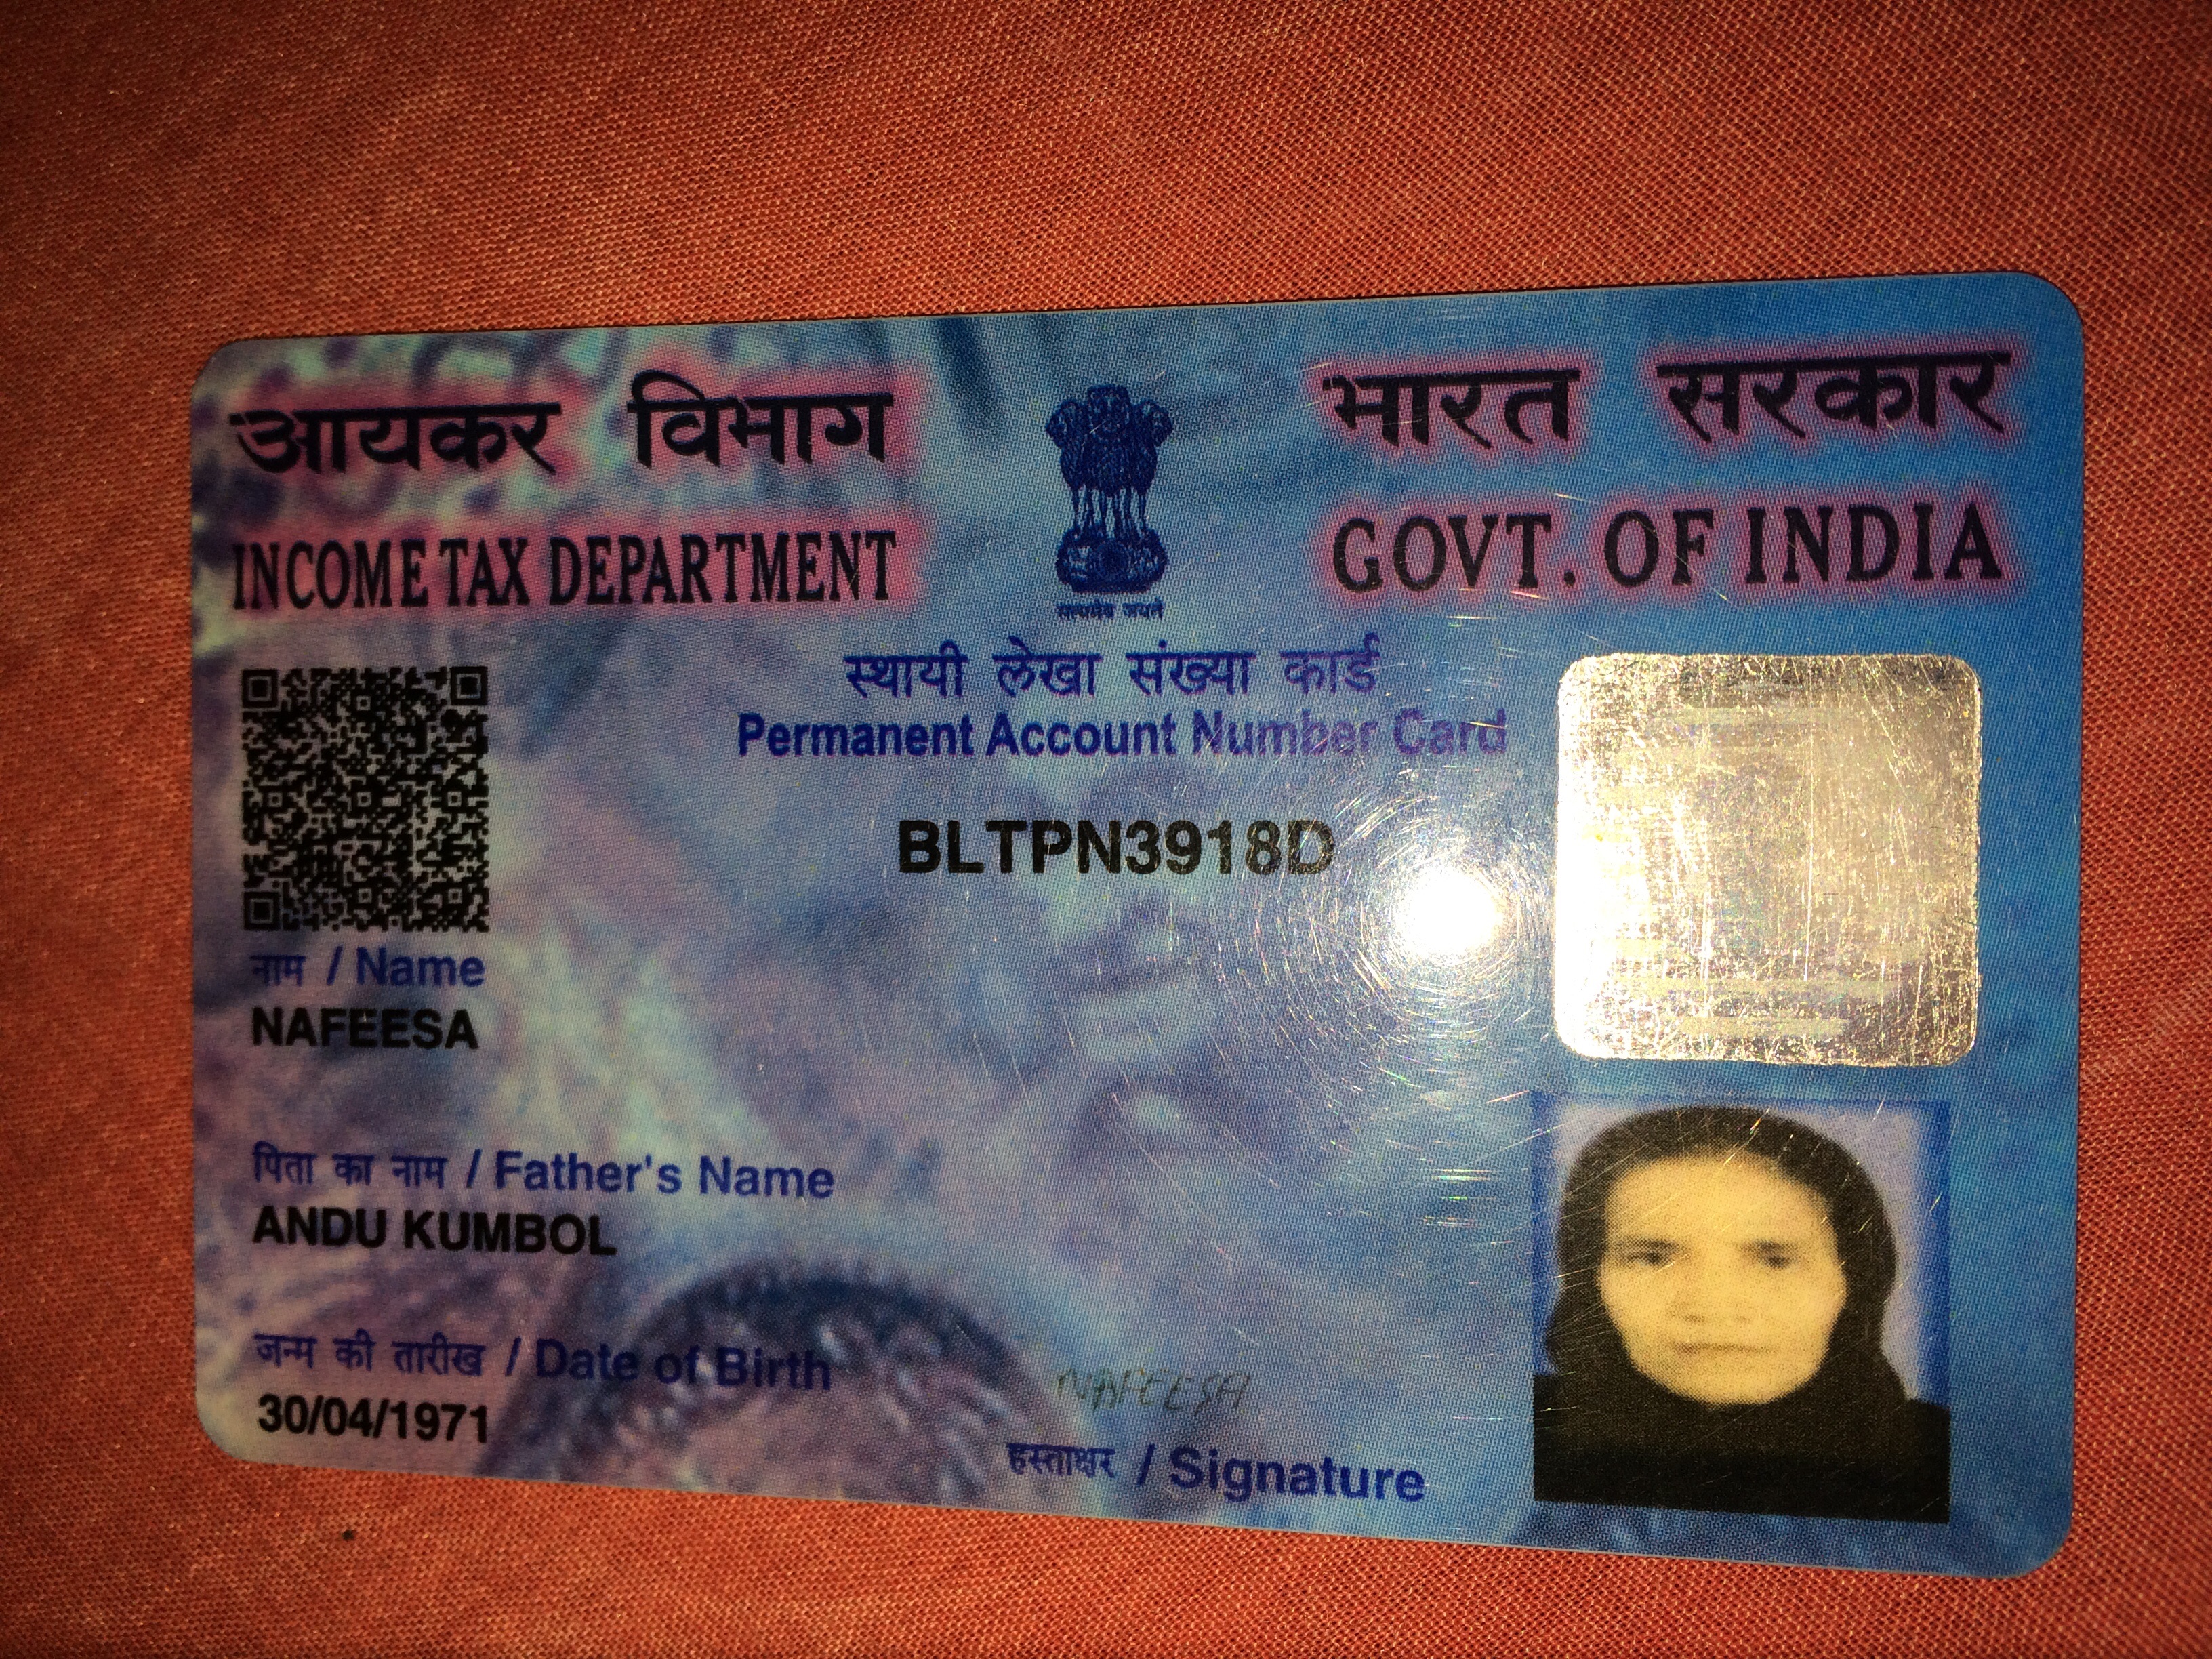 आयकर विभाग
INCOME TAX DEPARTMENT
सत्यमेव जयते
भारत सरकार
GOVT. OF INDIA
स्थायी लेखा संख्या कार्ड
Permanent Account Number Card
BLTPN3918D
नाम / Name
NAFEESA
पिता का नाम / Father's Name
ANDU KUMBOL
जन्म की तारीख / Date of Birth
30/04/1971
NAFEESA
हस्ताक्षर / Signature